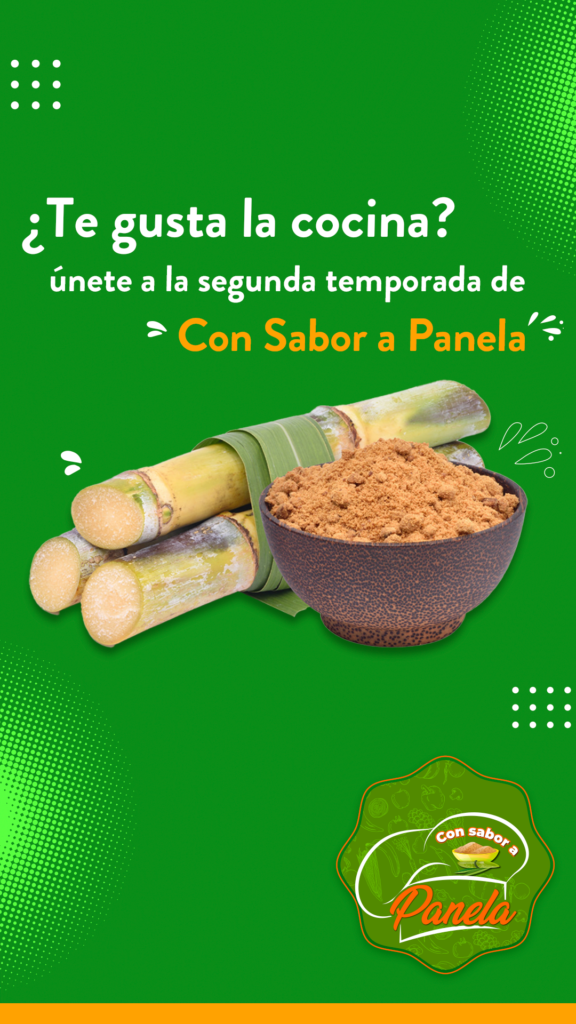 ¿Te gusta la cocina?
únete a la segunda temporada de
Con Sabor a Panela
Con sabor a
Panela